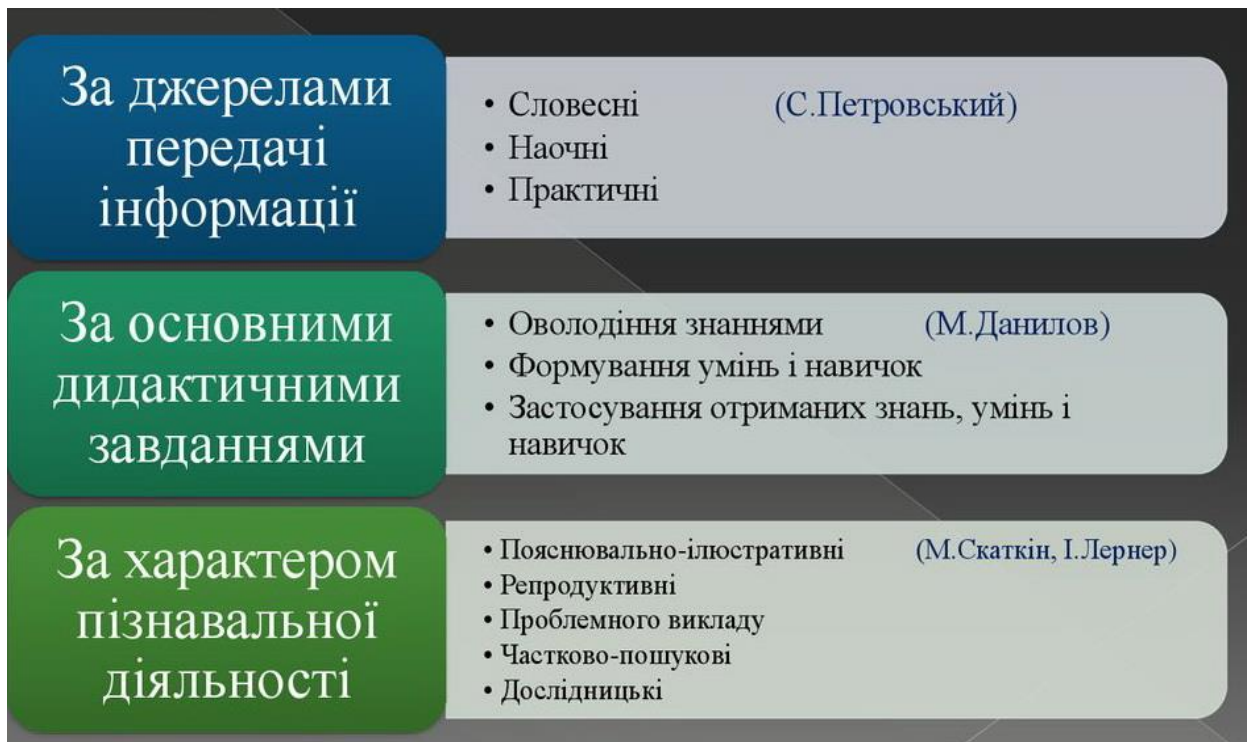 За джерелами
передачі
інформації
• Словесні (С.Петровський)
• Наочні
• Практичні
За основними
дидактичними
завданнями
• Оволодіння знаннями (М.Данилов)
• Формування умінь і навичок
• Застосування отриманих знань, умінь і
навичок
За характером
пізнавальної
діяльності
• Пояснювально-ілюстративні (М.Скаткін, І.Лернер)
• Репродуктивні
• Проблемного викладу
• Частково-пошукові
• Дослідницькі